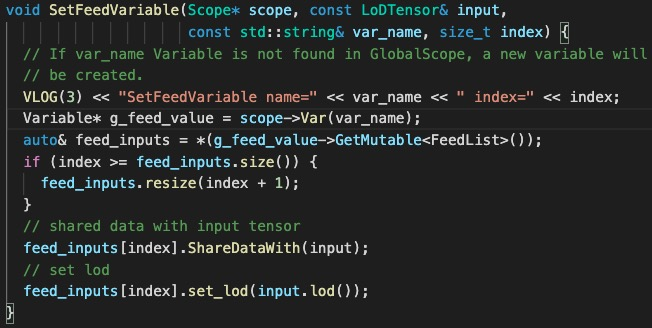 void SetFeedVariable(Scope* scope, const LoDTensor& input,
                     const std::string& var_name, size_t index) {
  // If var_name Variable is not found in GlobalScope, a new variable will
  // be created.
  VLOG(3) << "SetFeedVariable name=" << var_name << " index=" << index;
  Variable* g_feed_value = scope->Var(var_name);
  auto& feed_inputs = *(g_feed_value->GetMutable<FeedList>());
  if (index >= feed_inputs.size()) {
    feed_inputs.resize(index + 1);
  }
  // shared data with input tensor
  feed_inputs[index].ShareDataWith(input);
  // set lod
  feed_inputs[index].set_lod(input.lod());
}